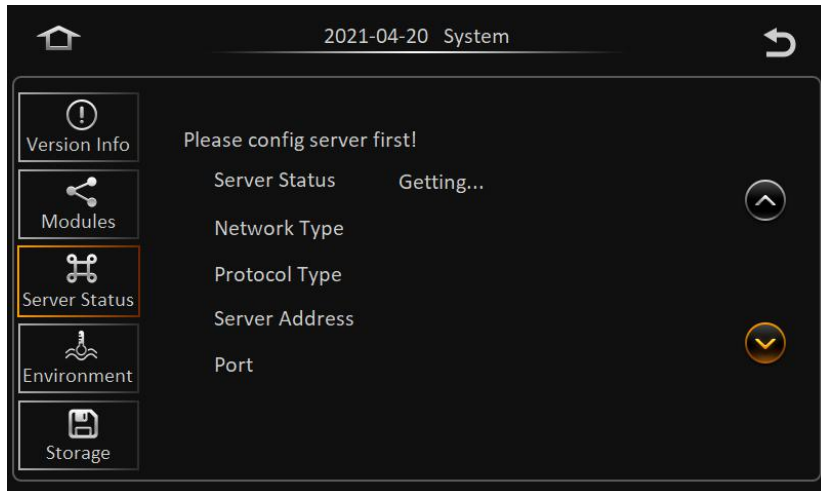 2021-04-20 System
Version Info
Modules
Server Status
Environment
Storage
Please config server first!
Server Status Getting...
Network Type
Protocol Type
Server Address
Port